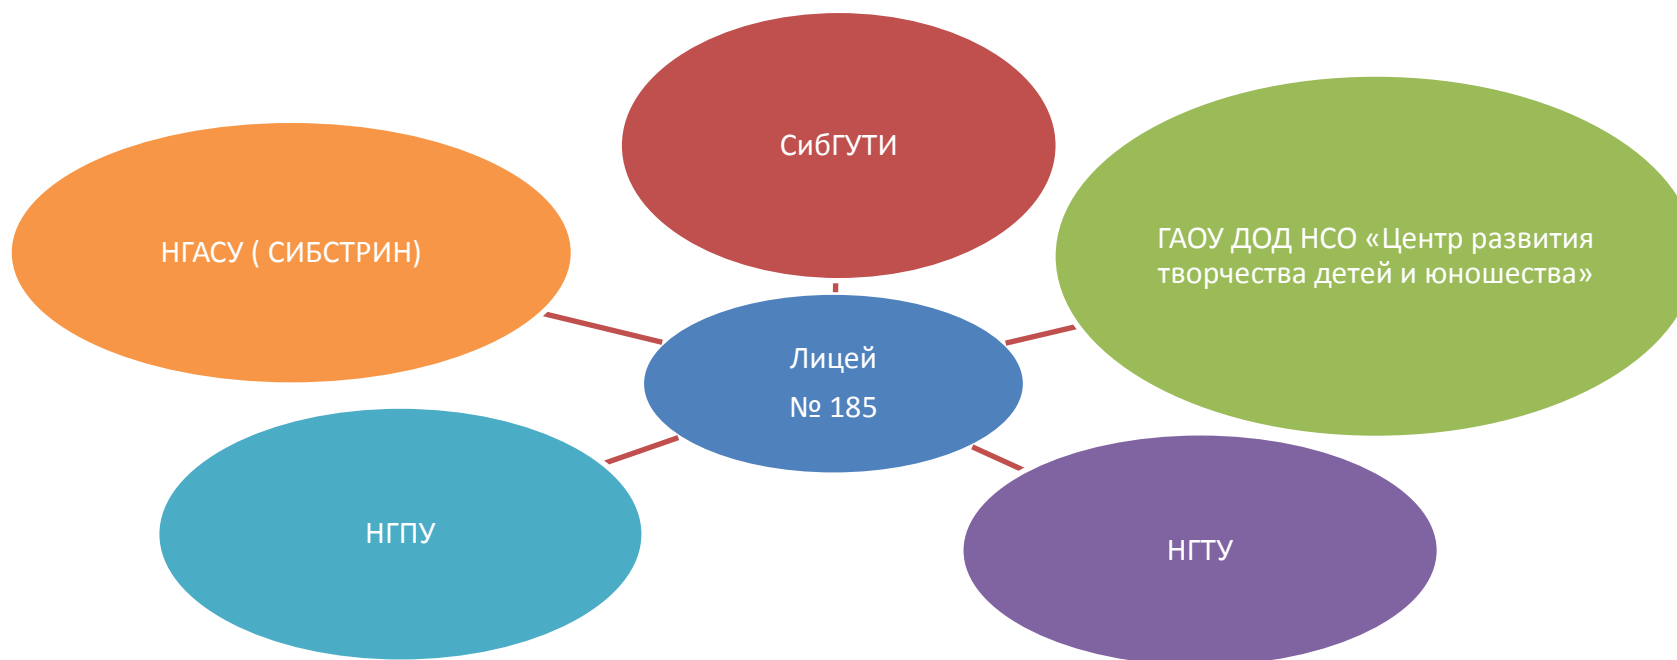 СибГУТИ
НГАСУ ( СИБСТРИН)
ГАОУ ДОД НСО «Центр развития
творчества детей и юношества»
Лицей
№ 185
НГПУ
НГТУ